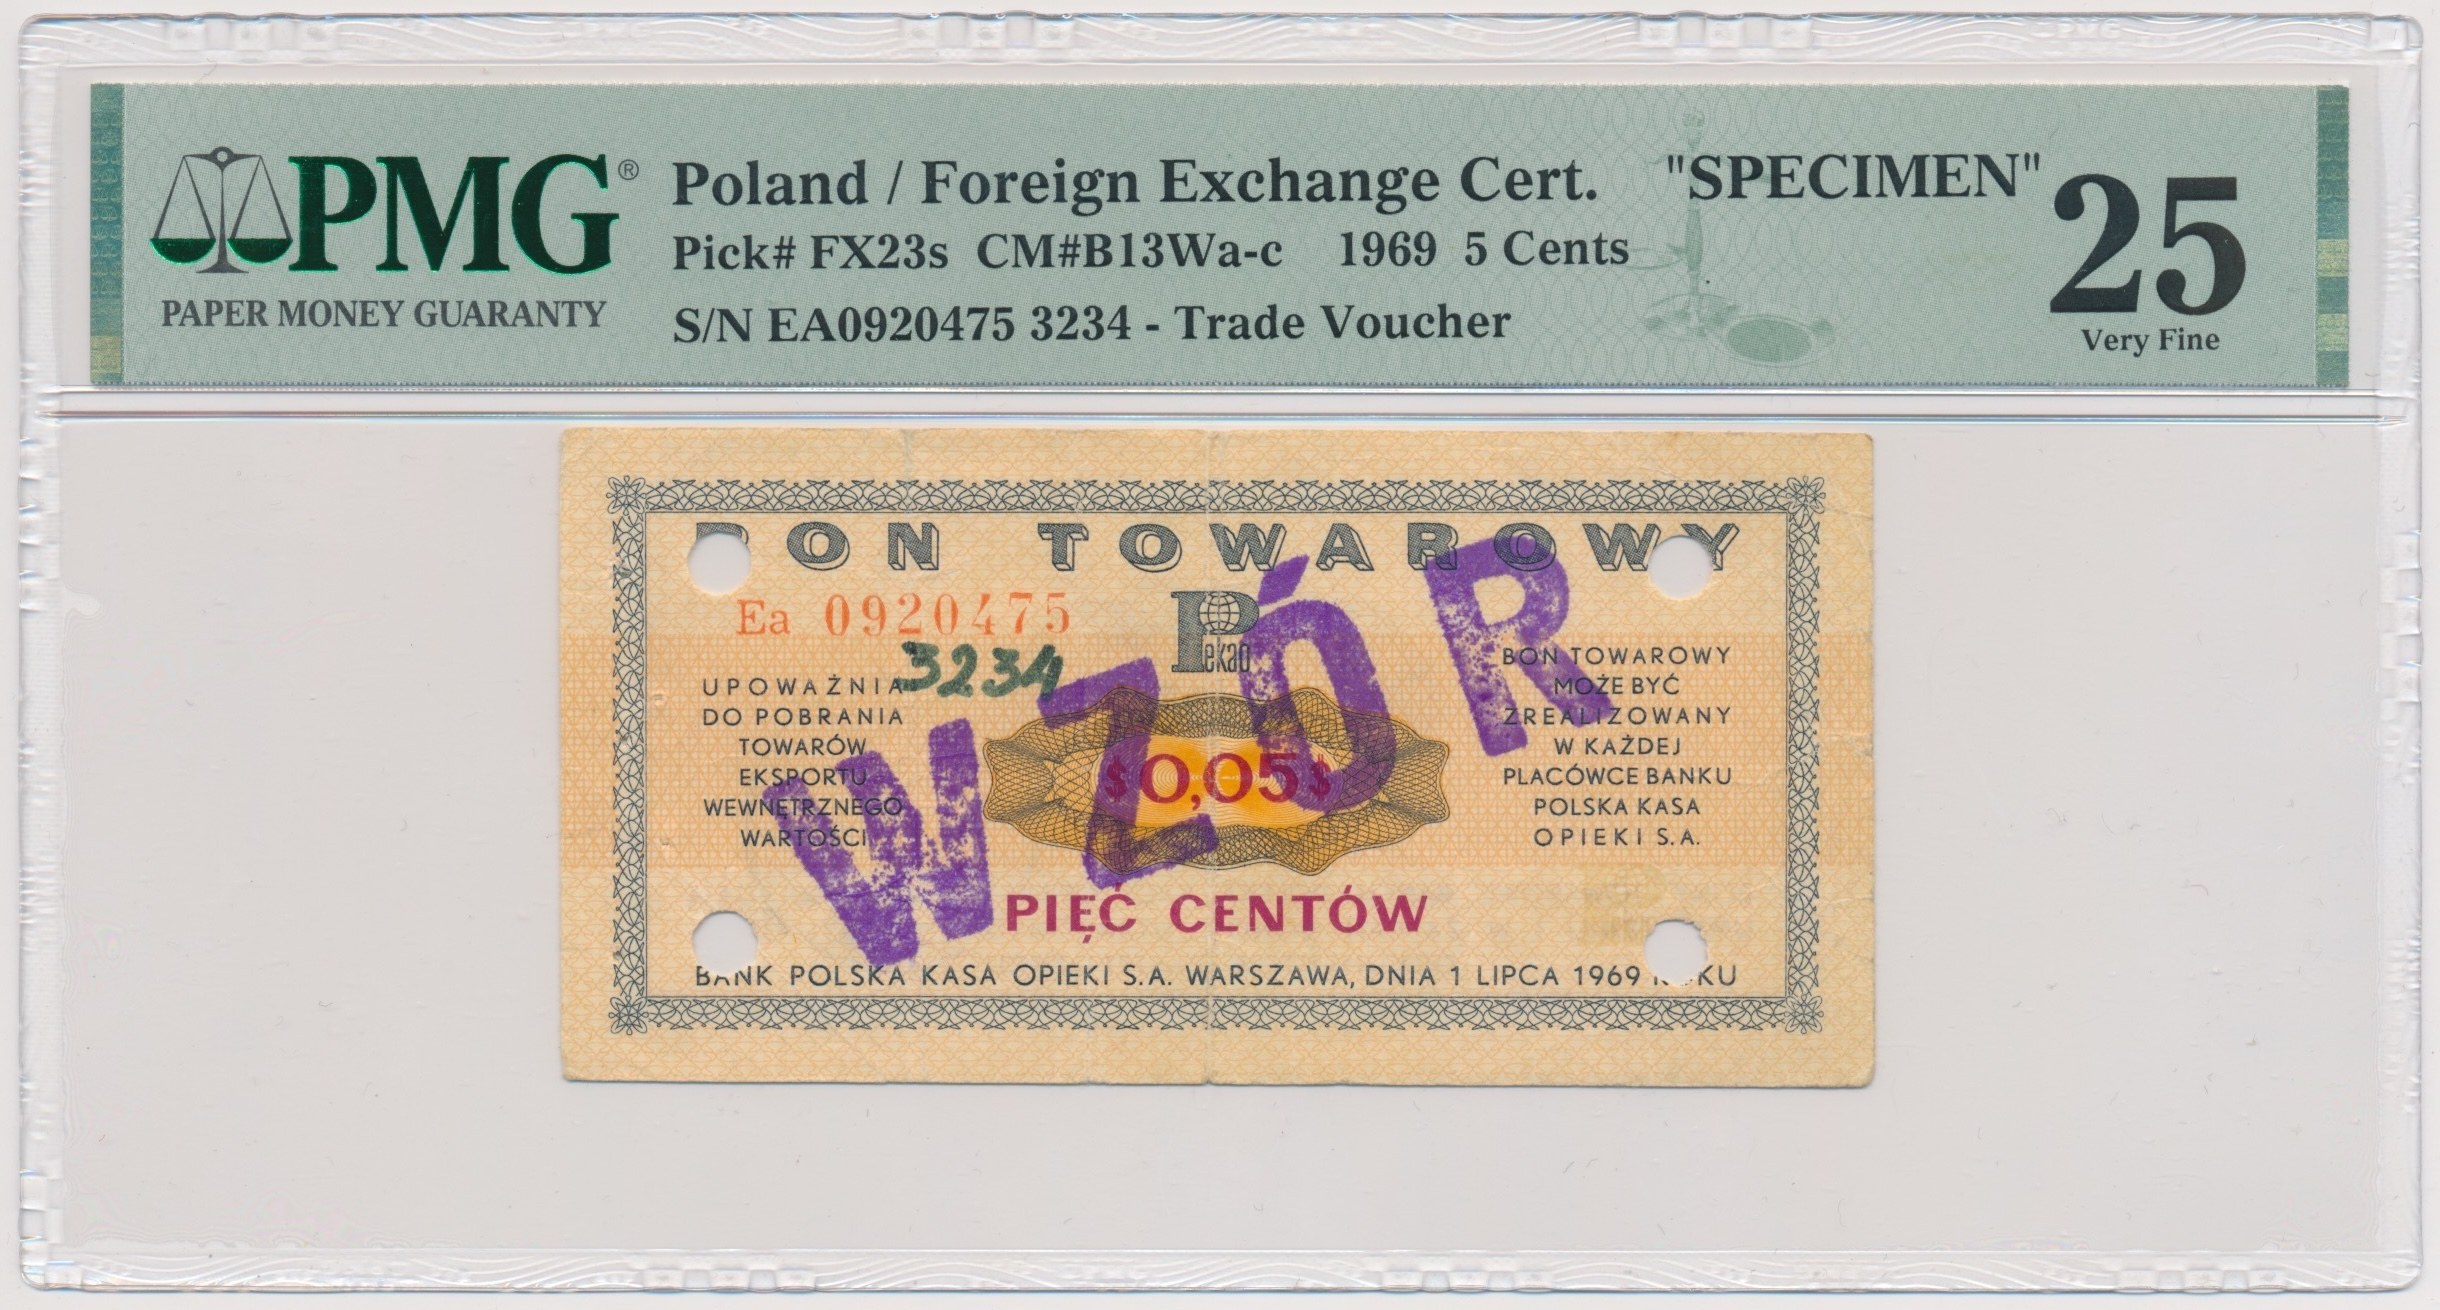 PMG®
PAPER MONEY GUARANTY
Poland / Foreign Exchange Cert. "SPECIMEN"
Pick# FX23s CM#B13Wa-c 1969 5 Cents
S/N EA0920475 3234 - Trade Voucher
25
Very Fine
BON TOWAROWY
Ea 0920475
3234
Pekao
UPOWAŻNIA
DO POBRANIA
TOWARÓW
EKSPORTU
WEWNĘTRZNEGO
WARTOŚCI
$0,05$
WZÓR
BON TOWAROWY
MOŻE BYĆ
ZREALIZOWANY
W KAŻDEJ
PLACÓWCE BANKU
POLSKA KASA
OPIEKI S.A.
PIĘĆ CENTÓW
BANK POLSKA KASA OPIEKI S.A. WARSZAWA, DNIA 1 LIPCA 1969 ROKU